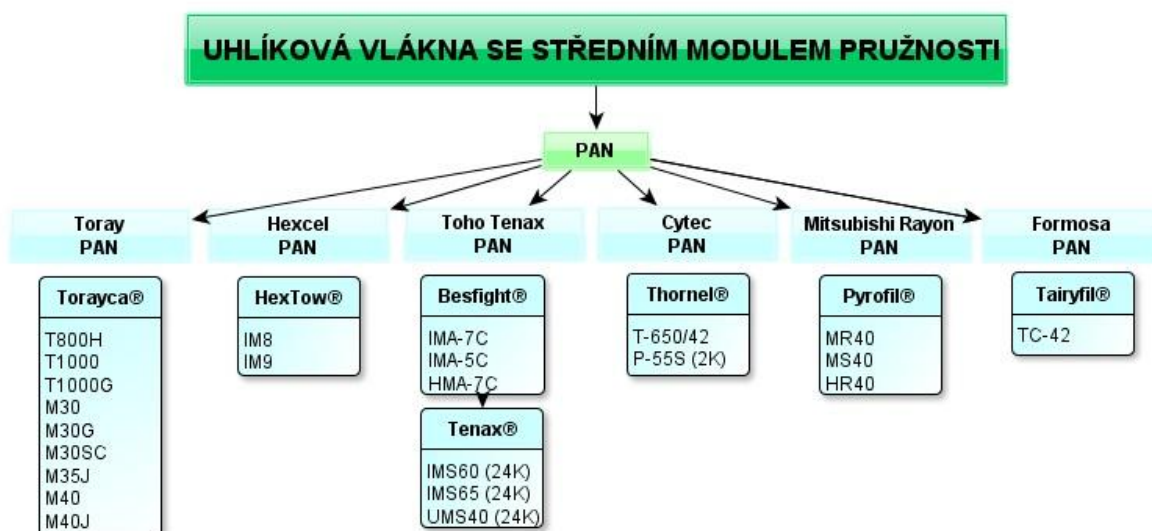 UHLÍKOVÁ VLÁKNA SE STŘEDNÍM MODULEM PRUŽNOSTI
PAN
Toray
PAN
Torayca®
T800H
T1000
T1000G
M30
M30G
M30SC
M35J
M40
M40J
Hexcel
PAN
HexTow®
IM8
IM9
Toho Tenax
PAN
Besfight®
IMA-7C
IMA-5C
HMA-7C
Tenax®
IMS60 (24K)
IMS65 (24K)
UMS40 (24K)
Cytec
PAN
Thornel®
T-650/42
P-55S (2K)
Mitsubishi Rayon
PAN
Pyrofil®
MR40
MS40
HR40
Formosa
PAN
Tairyfil®
TC-42